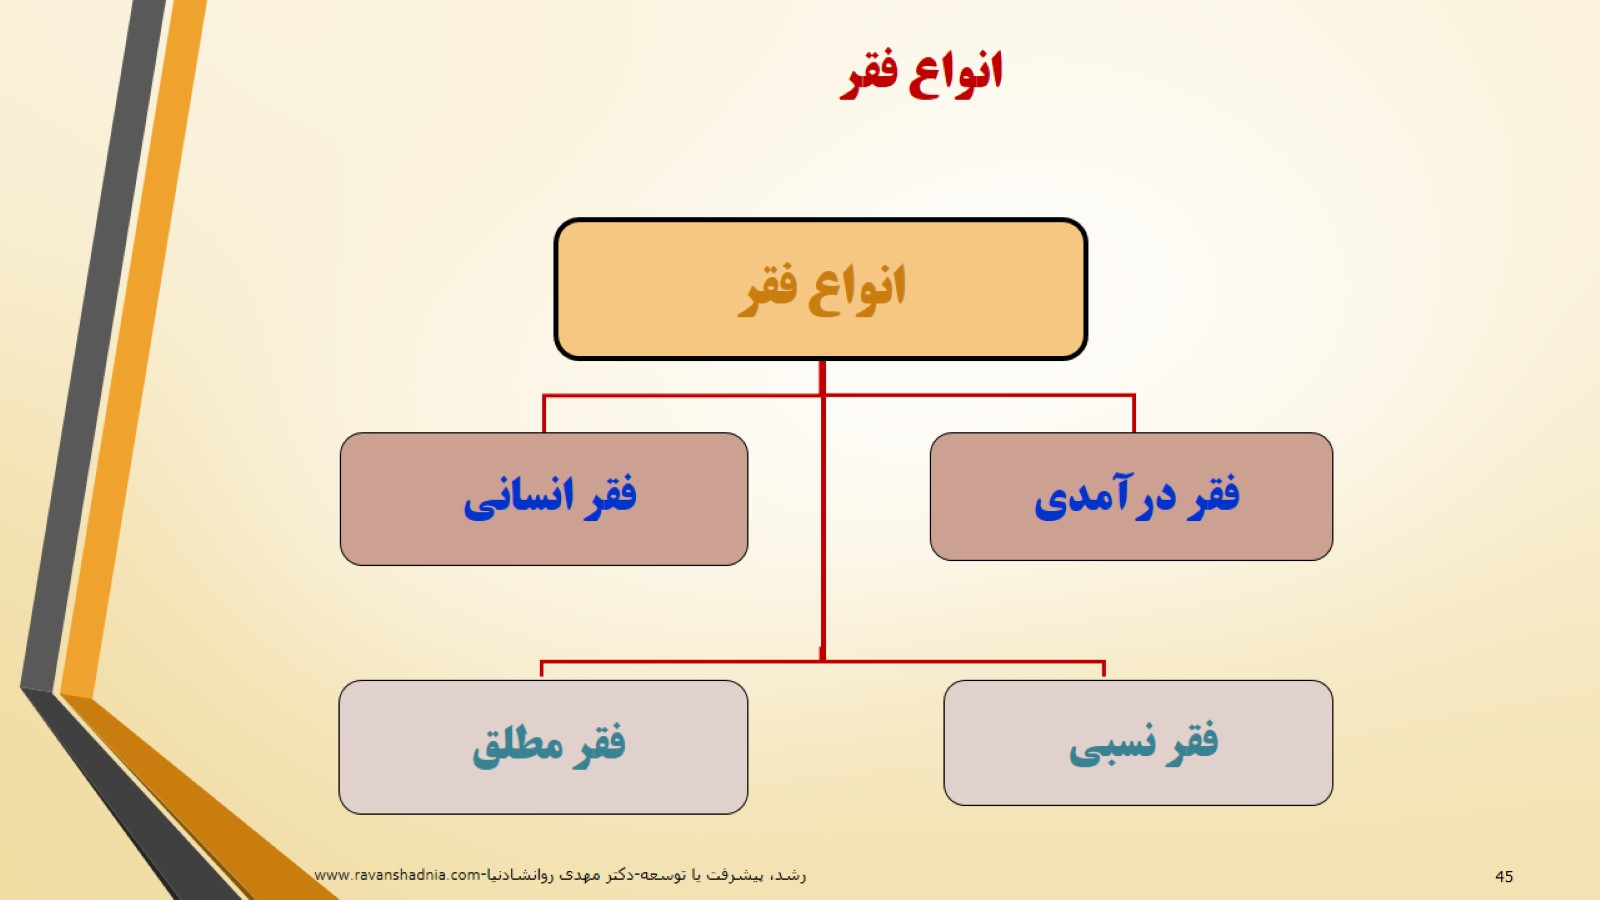 انواع فقر
انواع فقر
فقر درآمدی
فقر انسانی
فقر نسبی
فقر مطلق
رشد، پیشرفت یا توسعه-دکتر مهدی روانشادنیا-www.ravanshadnia.com
45